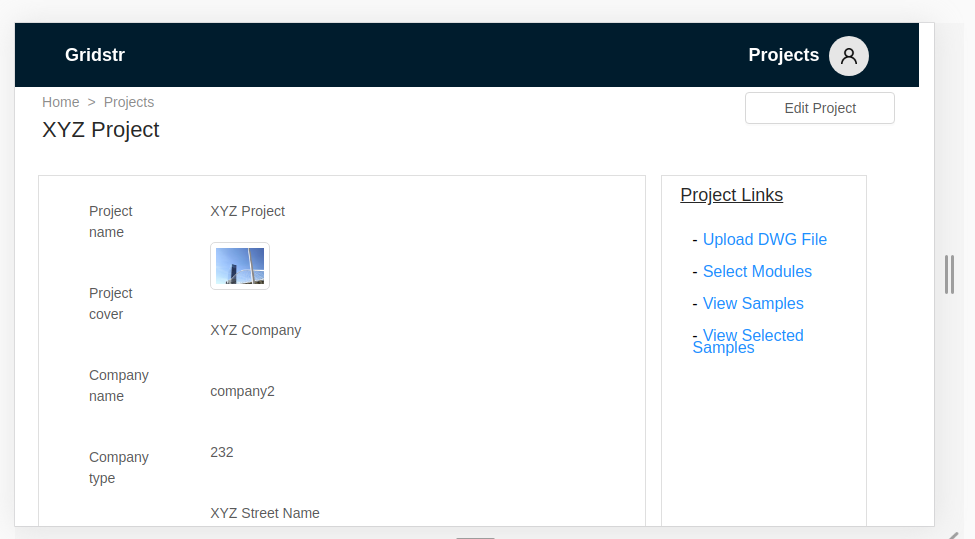 Gridstr
Projects
Home > Projects
Edit Project
XYZ Project
Project
name
XYZ Project
Project
cover
XYZ Company
Company
name
company2
Company
type
232
XYZ Street Name
Project Links
- Upload DWG File
- Select Modules
- View Samples
- View Selected
Samples